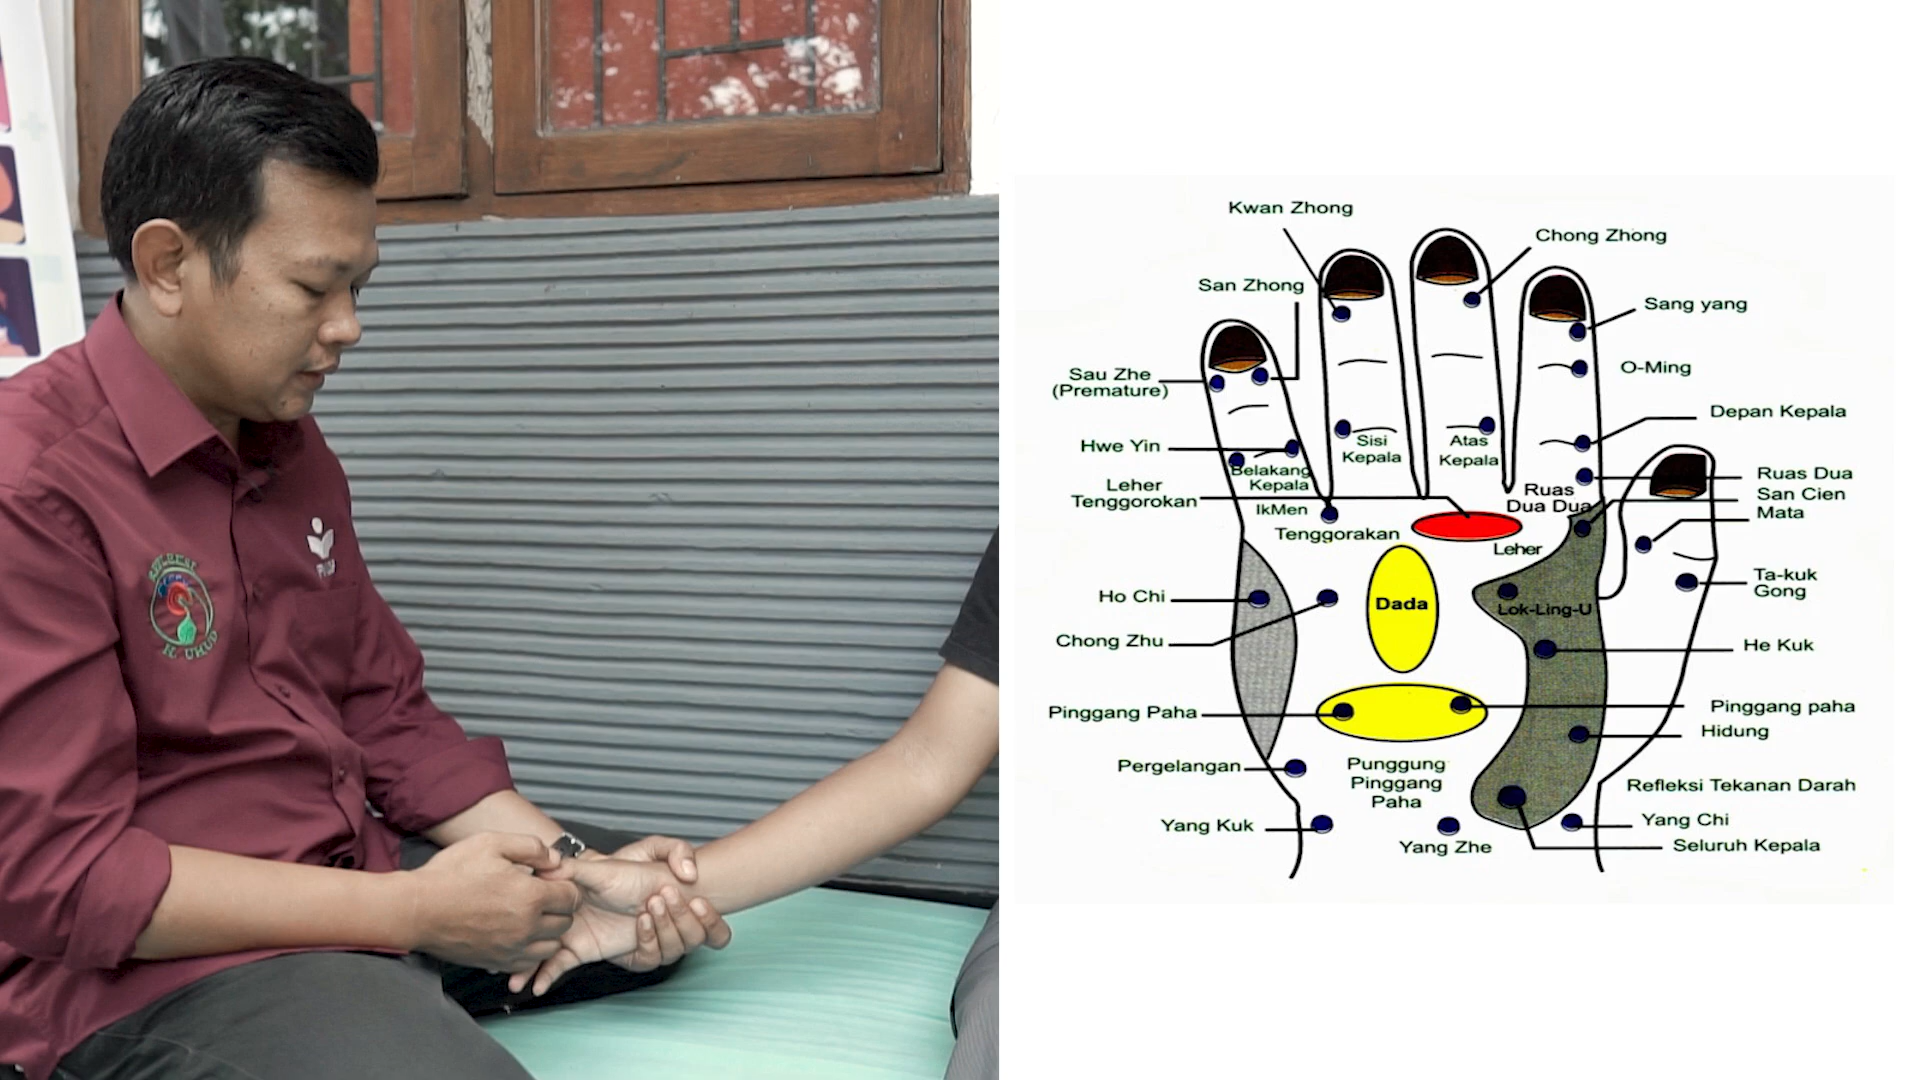 Kwan Zhong
Chong Zhong
San Zhong
Sang yang
Sau Zhe
(Premature)
O-Ming
Depan Kepala
Hwe Yin
Sisi
Kepala
Atas
Kepala
Belakang
Kepala
Leher
Tenggorokan
Ruas Dua
San Cien
Mata
Ruas
Dua Dua
IkMen
Tenggorakan
Leher
Ho Chi
Dada
Lok-Ling-U
Ta-kuk
Gong
Chong Zhu
He Kuk
Pinggang Paha
Pinggang paha
Hidung
Pergelangan
Punggung
Pinggang
Paha
Refleksi Tekanan Darah
Yang Kuk
Yang Zhe
Yang Chi
Seluruh Kepala
UHUD